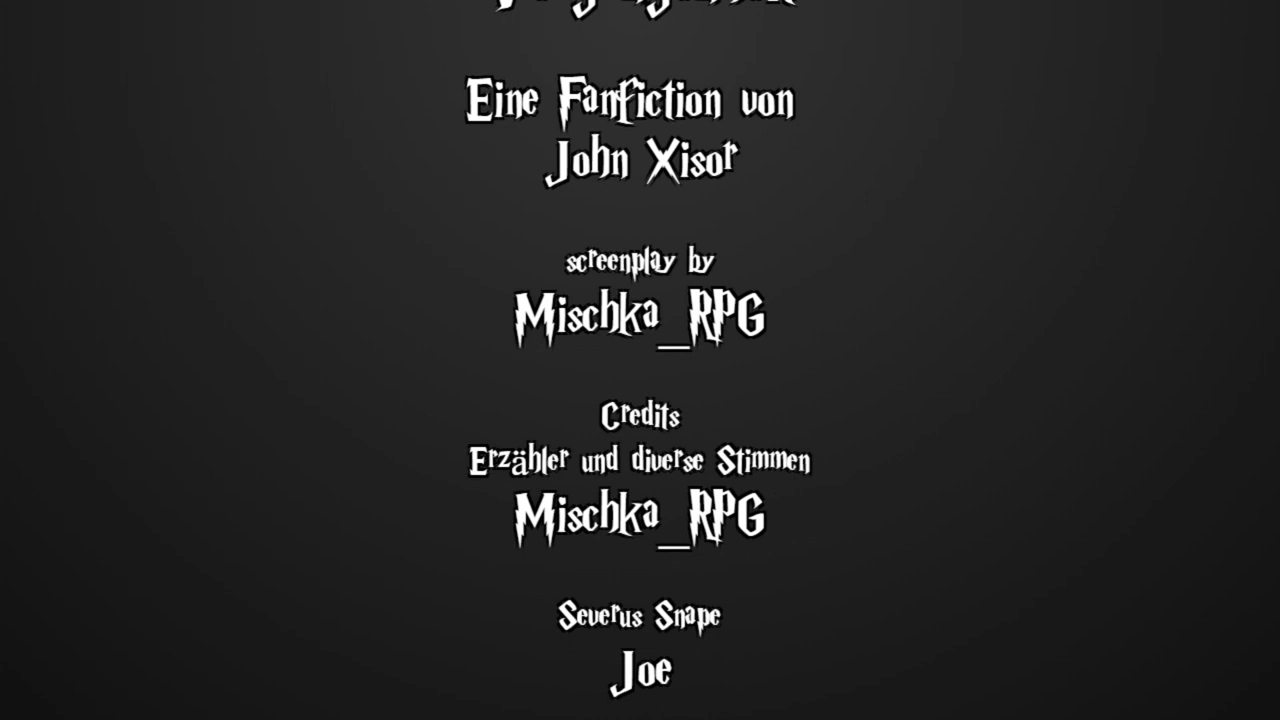 Eine Fanfiction von
John Xisor
screenplay by
Mischka_RPG
Credits
Erzähler und diverse Stimmen
Mischka_RPG
Severus Snape
Joe